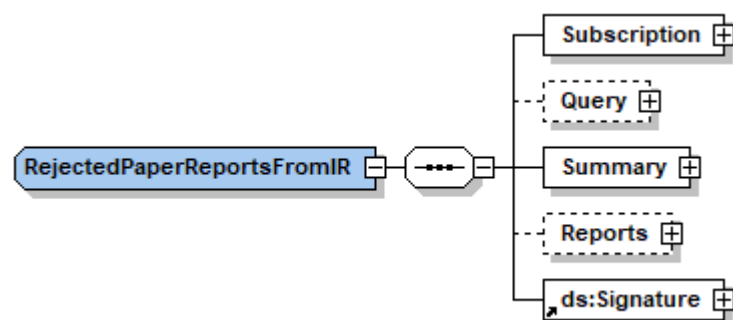 Subscription
Query
RejectedPaperReportsFromIR
Summary
Reports
ds:Signature